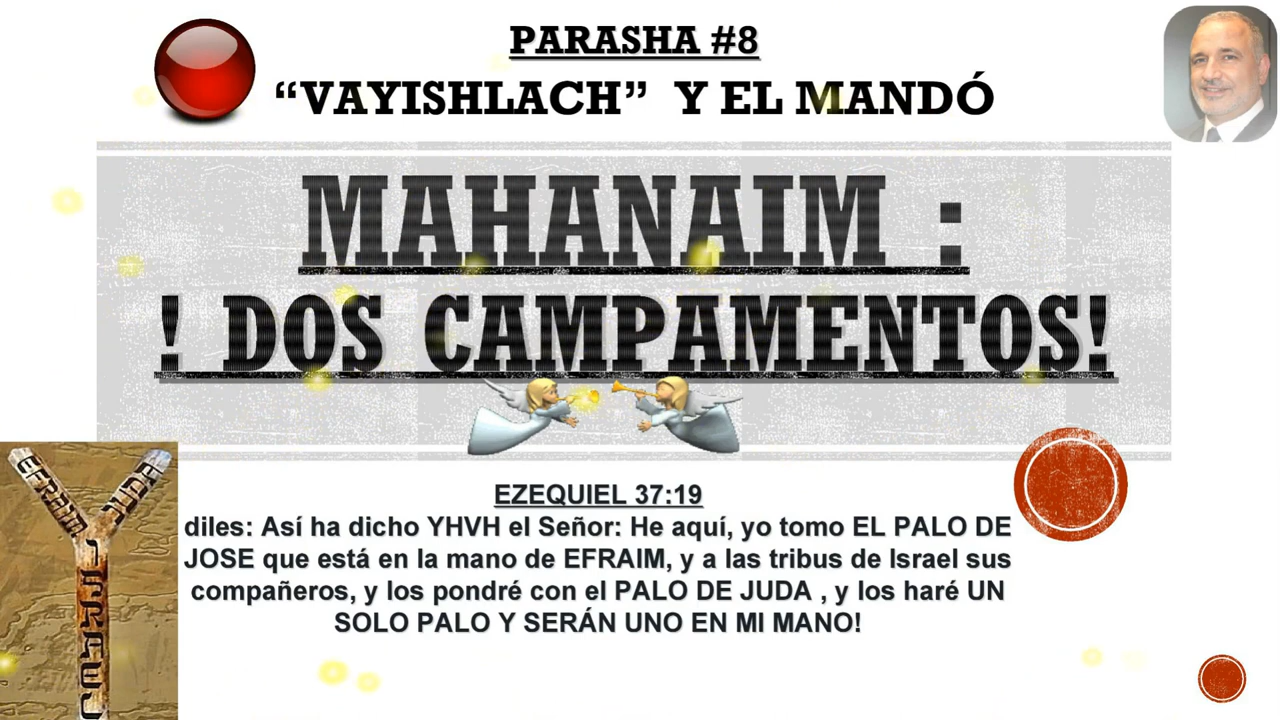 PARASHA #8
“VAYISHLACH” Y EL MANDÓ
MAHANAIM :
! DOS CAMPAMENTOS!
EFRAIM
JUDA
ISRAEL
EZEQUIEL 37:19
diles: Así ha dicho YHVH el Señor: He aquí, yo tomo EL PALO DE
JOSE que está en la mano de EFRAIM, y a las tribus de Israel sus
compañeros, y los pondré con el PALO DE JUDA , y los haré UN
SOLO PALO Y SERÁN UNO EN MI MANO!